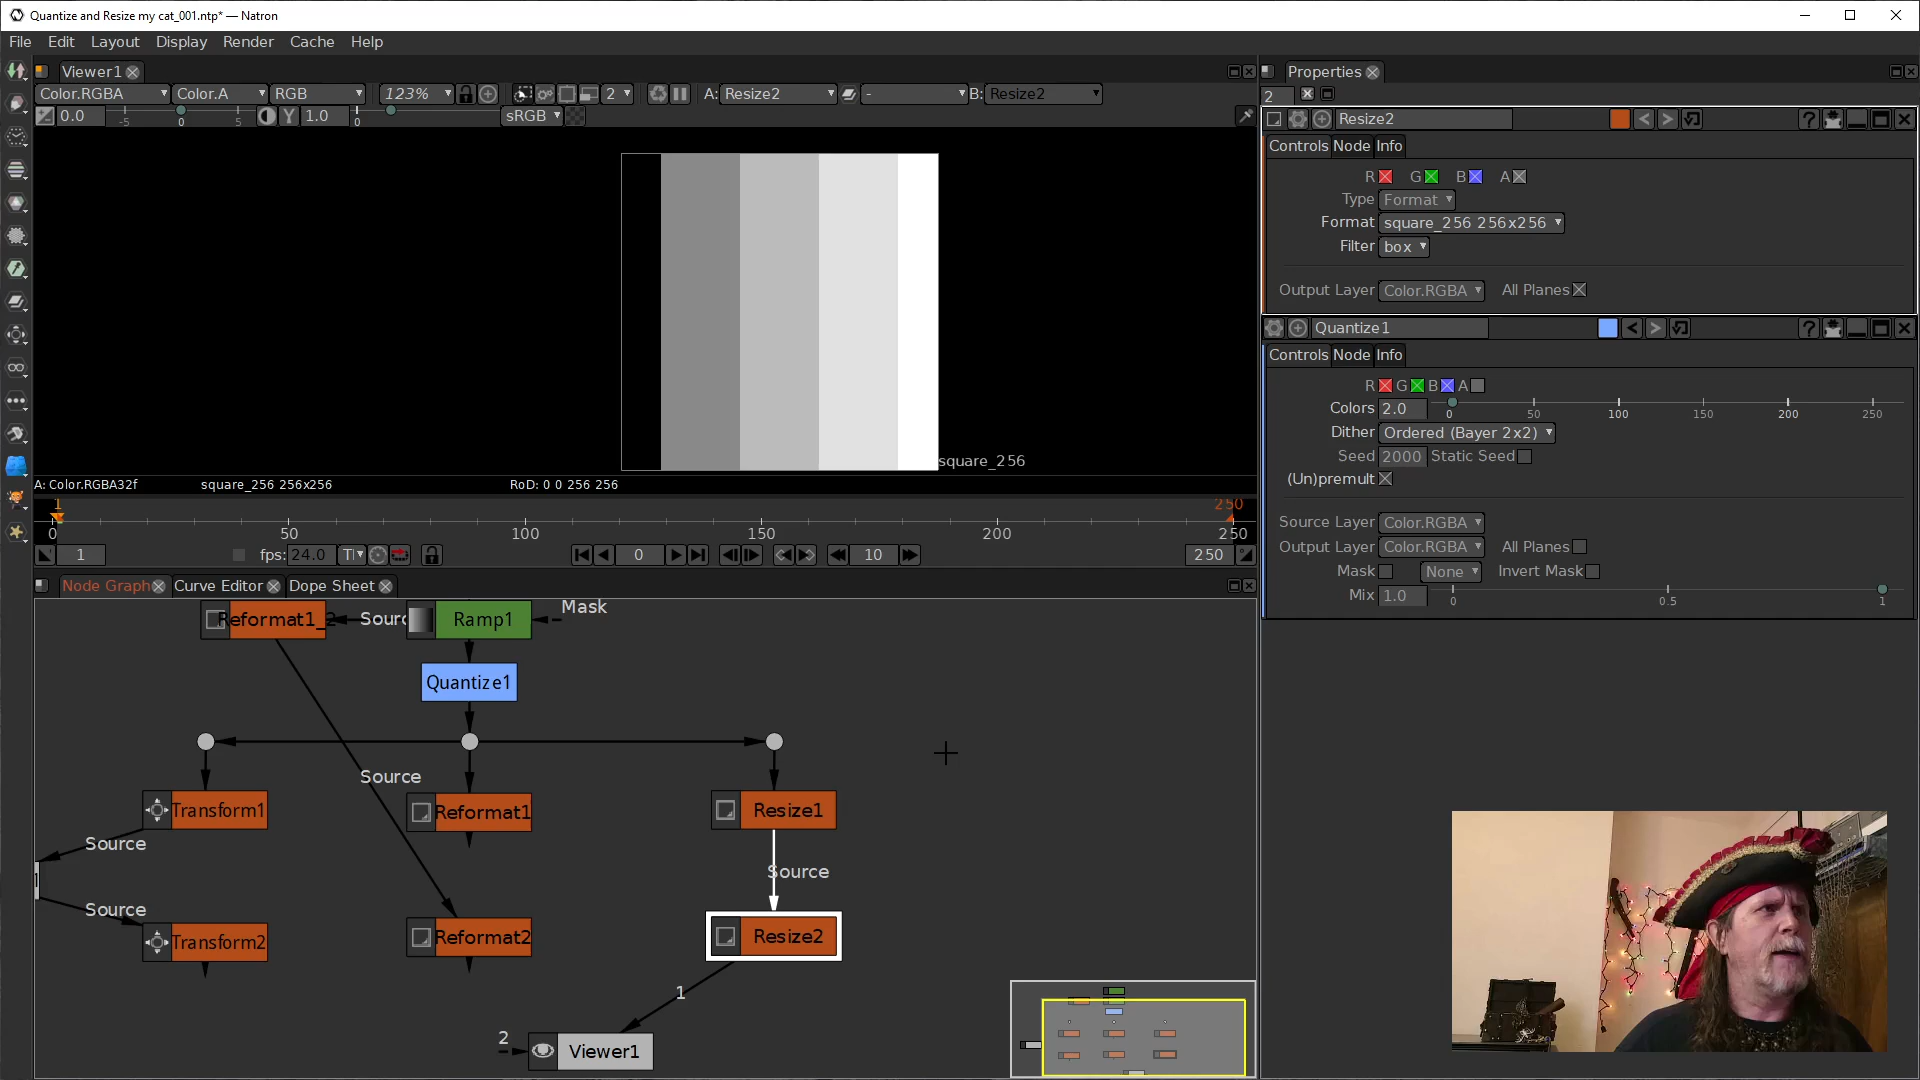 Quantize and Resize my cat_001.ntp* — Natron
File Edit Layout Display Render Cache Help
Viewer1
Color.RGBA Color.A RGB 123% 2 A: Resize2 - B: Resize2
0.0 -5 0 5 Y 1.0 0 sRGB
square_256
A: Color.RGBA32f square_256 256x256 RoD: 0 0 256 256
1 250
0 50 100 150 200 250
1 fps: 24.0 0 10 250
Node Graph Curve Editor Dope Sheet
Mask
Sourc Ramp1
Quantize1
Source
Transform1 Reformat1 Resize1
Source Source
Source
Transform2 Reformat2 Resize2
1
2 Viewer1
Properties
2
Resize2 < > ?
Controls Node Info
R G B A
Type Format
Format square_256 256x256
Filter box
Output Layer Color.RGBA All Planes
Quantize1 < > ?
Controls Node Info
R G B A
Colors 2.0 0 50 100 150 200 250
Dither Ordered (Bayer 2x2)
Seed 2000 Static Seed
(Un)premult
Source Layer Color.RGBA
Output Layer Color.RGBA All Planes
Mask None Invert Mask
Mix 1.0 0 0.5 1